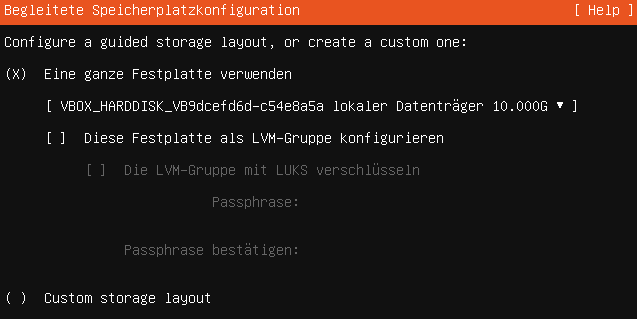 Begleitete Speicherplatzkonfiguration [ Help ]
Configure a guided storage layout, or create a custom one:
(X) Eine ganze Festplatte verwenden
[ VBOX_HARDDISK_VB9dcefd6d-c54e8a5a lokaler Datenträger 10.000G ▾ ]
[ ] Diese Festplatte als LVM-Gruppe konfigurieren
[ ] Die LVM-Gruppe mit LUKS verschlüsseln
Passphrase:
Passphrase bestätigen:
( ) Custom storage layout